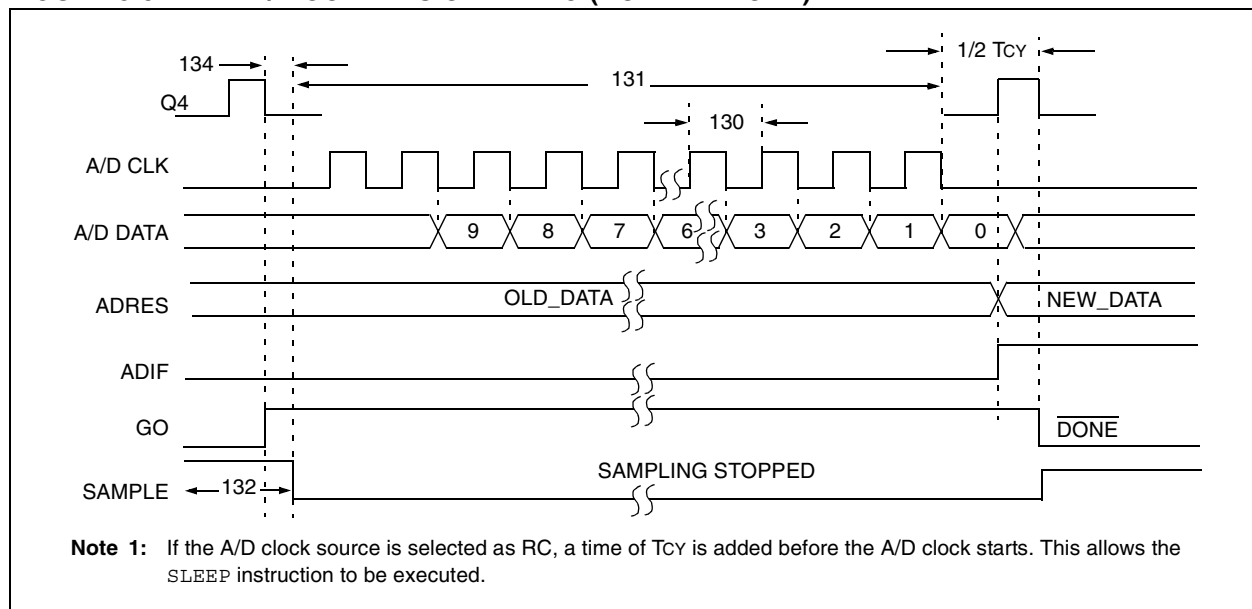 134
1/2 TCY
131
Q4
130
A/D CLK
A/D DATA
9 8 7 6 3 2 1 0
ADRES
OLD_DATA
NEW_DATA
ADIF
GO
DONE
SAMPLING STOPPED
SAMPLE
132
Note 1: If the A/D clock source is selected as RC, a time of TCY is added before the A/D clock starts. This allows the
SLEEP instruction to be executed.